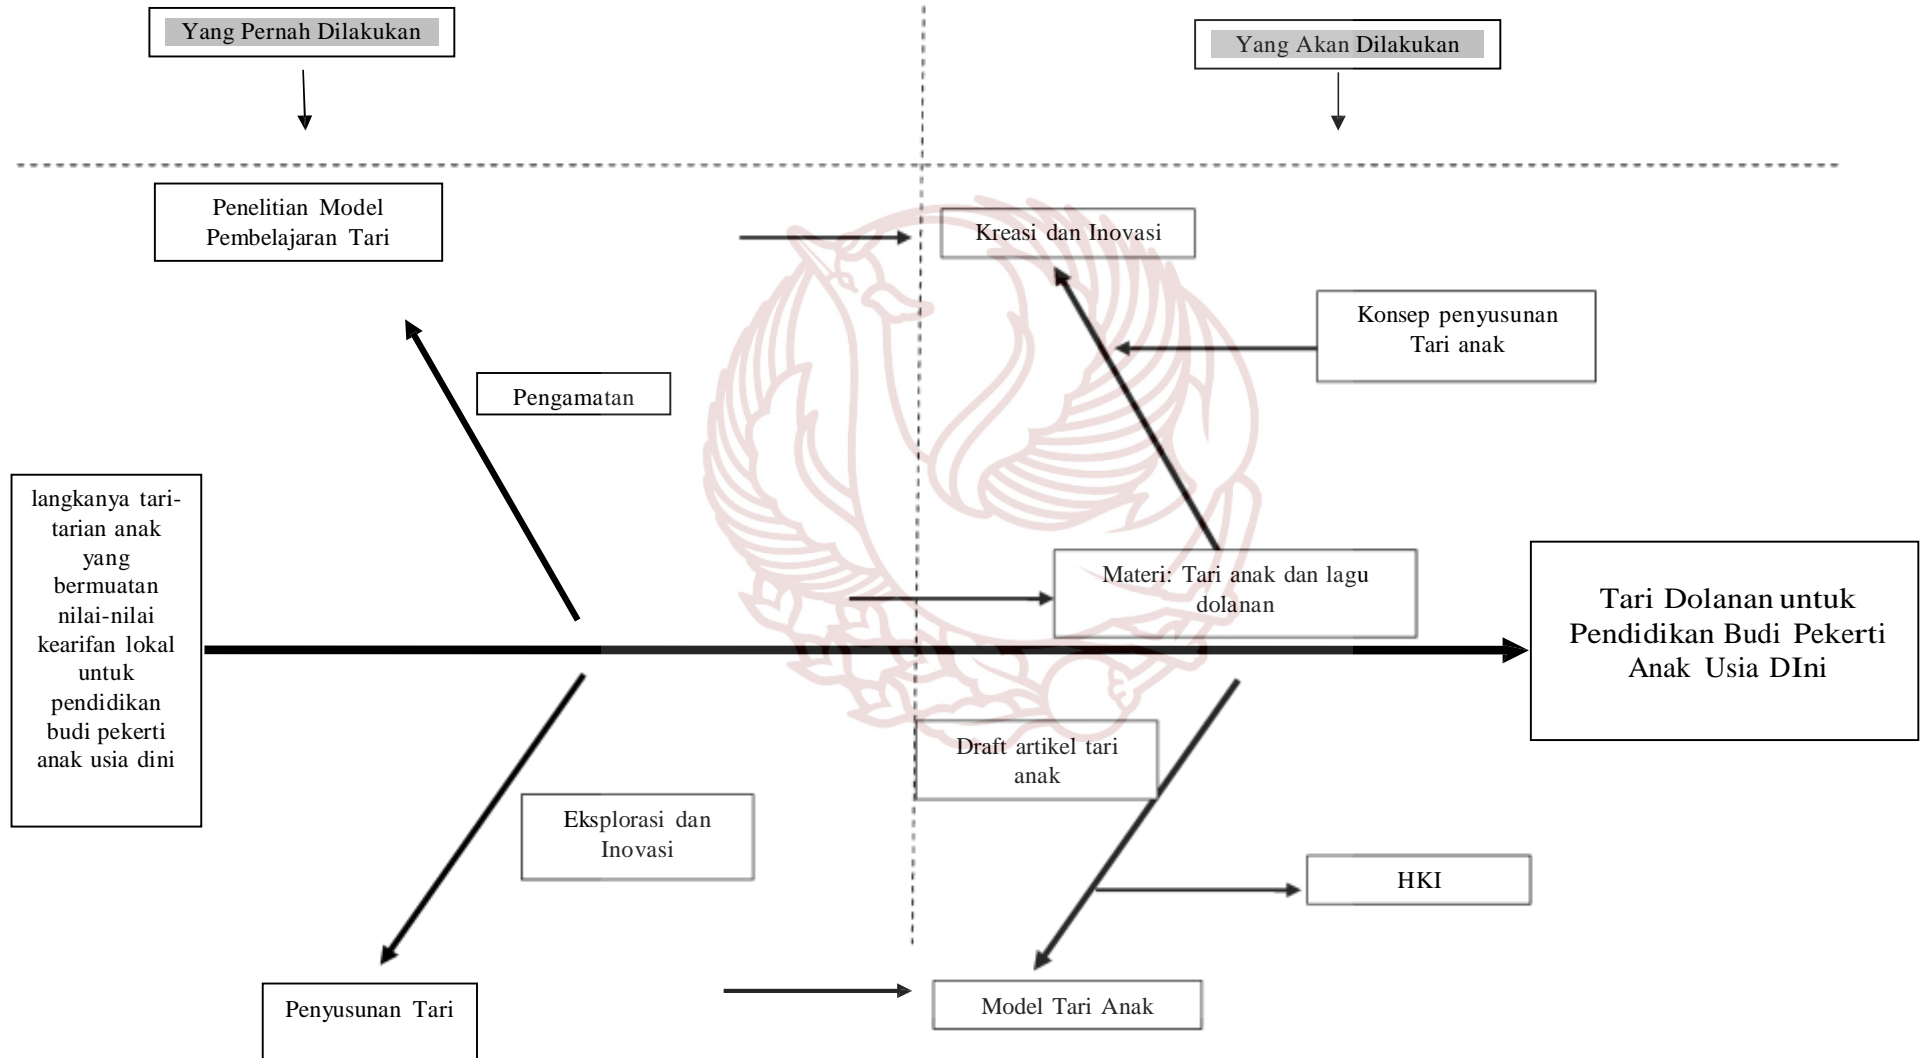 Yang Pernah Dilakukan
Yang Akan Dilakukan
Penelitian Model
Pembelajaran Tari
Kreasi dan Inovasi
Konsep penyusunan
Tari anak
Pengamatan
langkanya tari-
tarian anak
yang
bermuatan
nilai-nilai
kearifan lokal
untuk
pendidikan
budi pekerti
anak usia dini
Materi: Tari anak dan lagu
dolanan
Tari Dolanan untuk
Pendidikan Budi Pekerti
Anak Usia DIni
Draft artikel tari
anak
Eksplorasi dan
Inovasi
HKI
Penyusunan Tari
Model Tari Anak